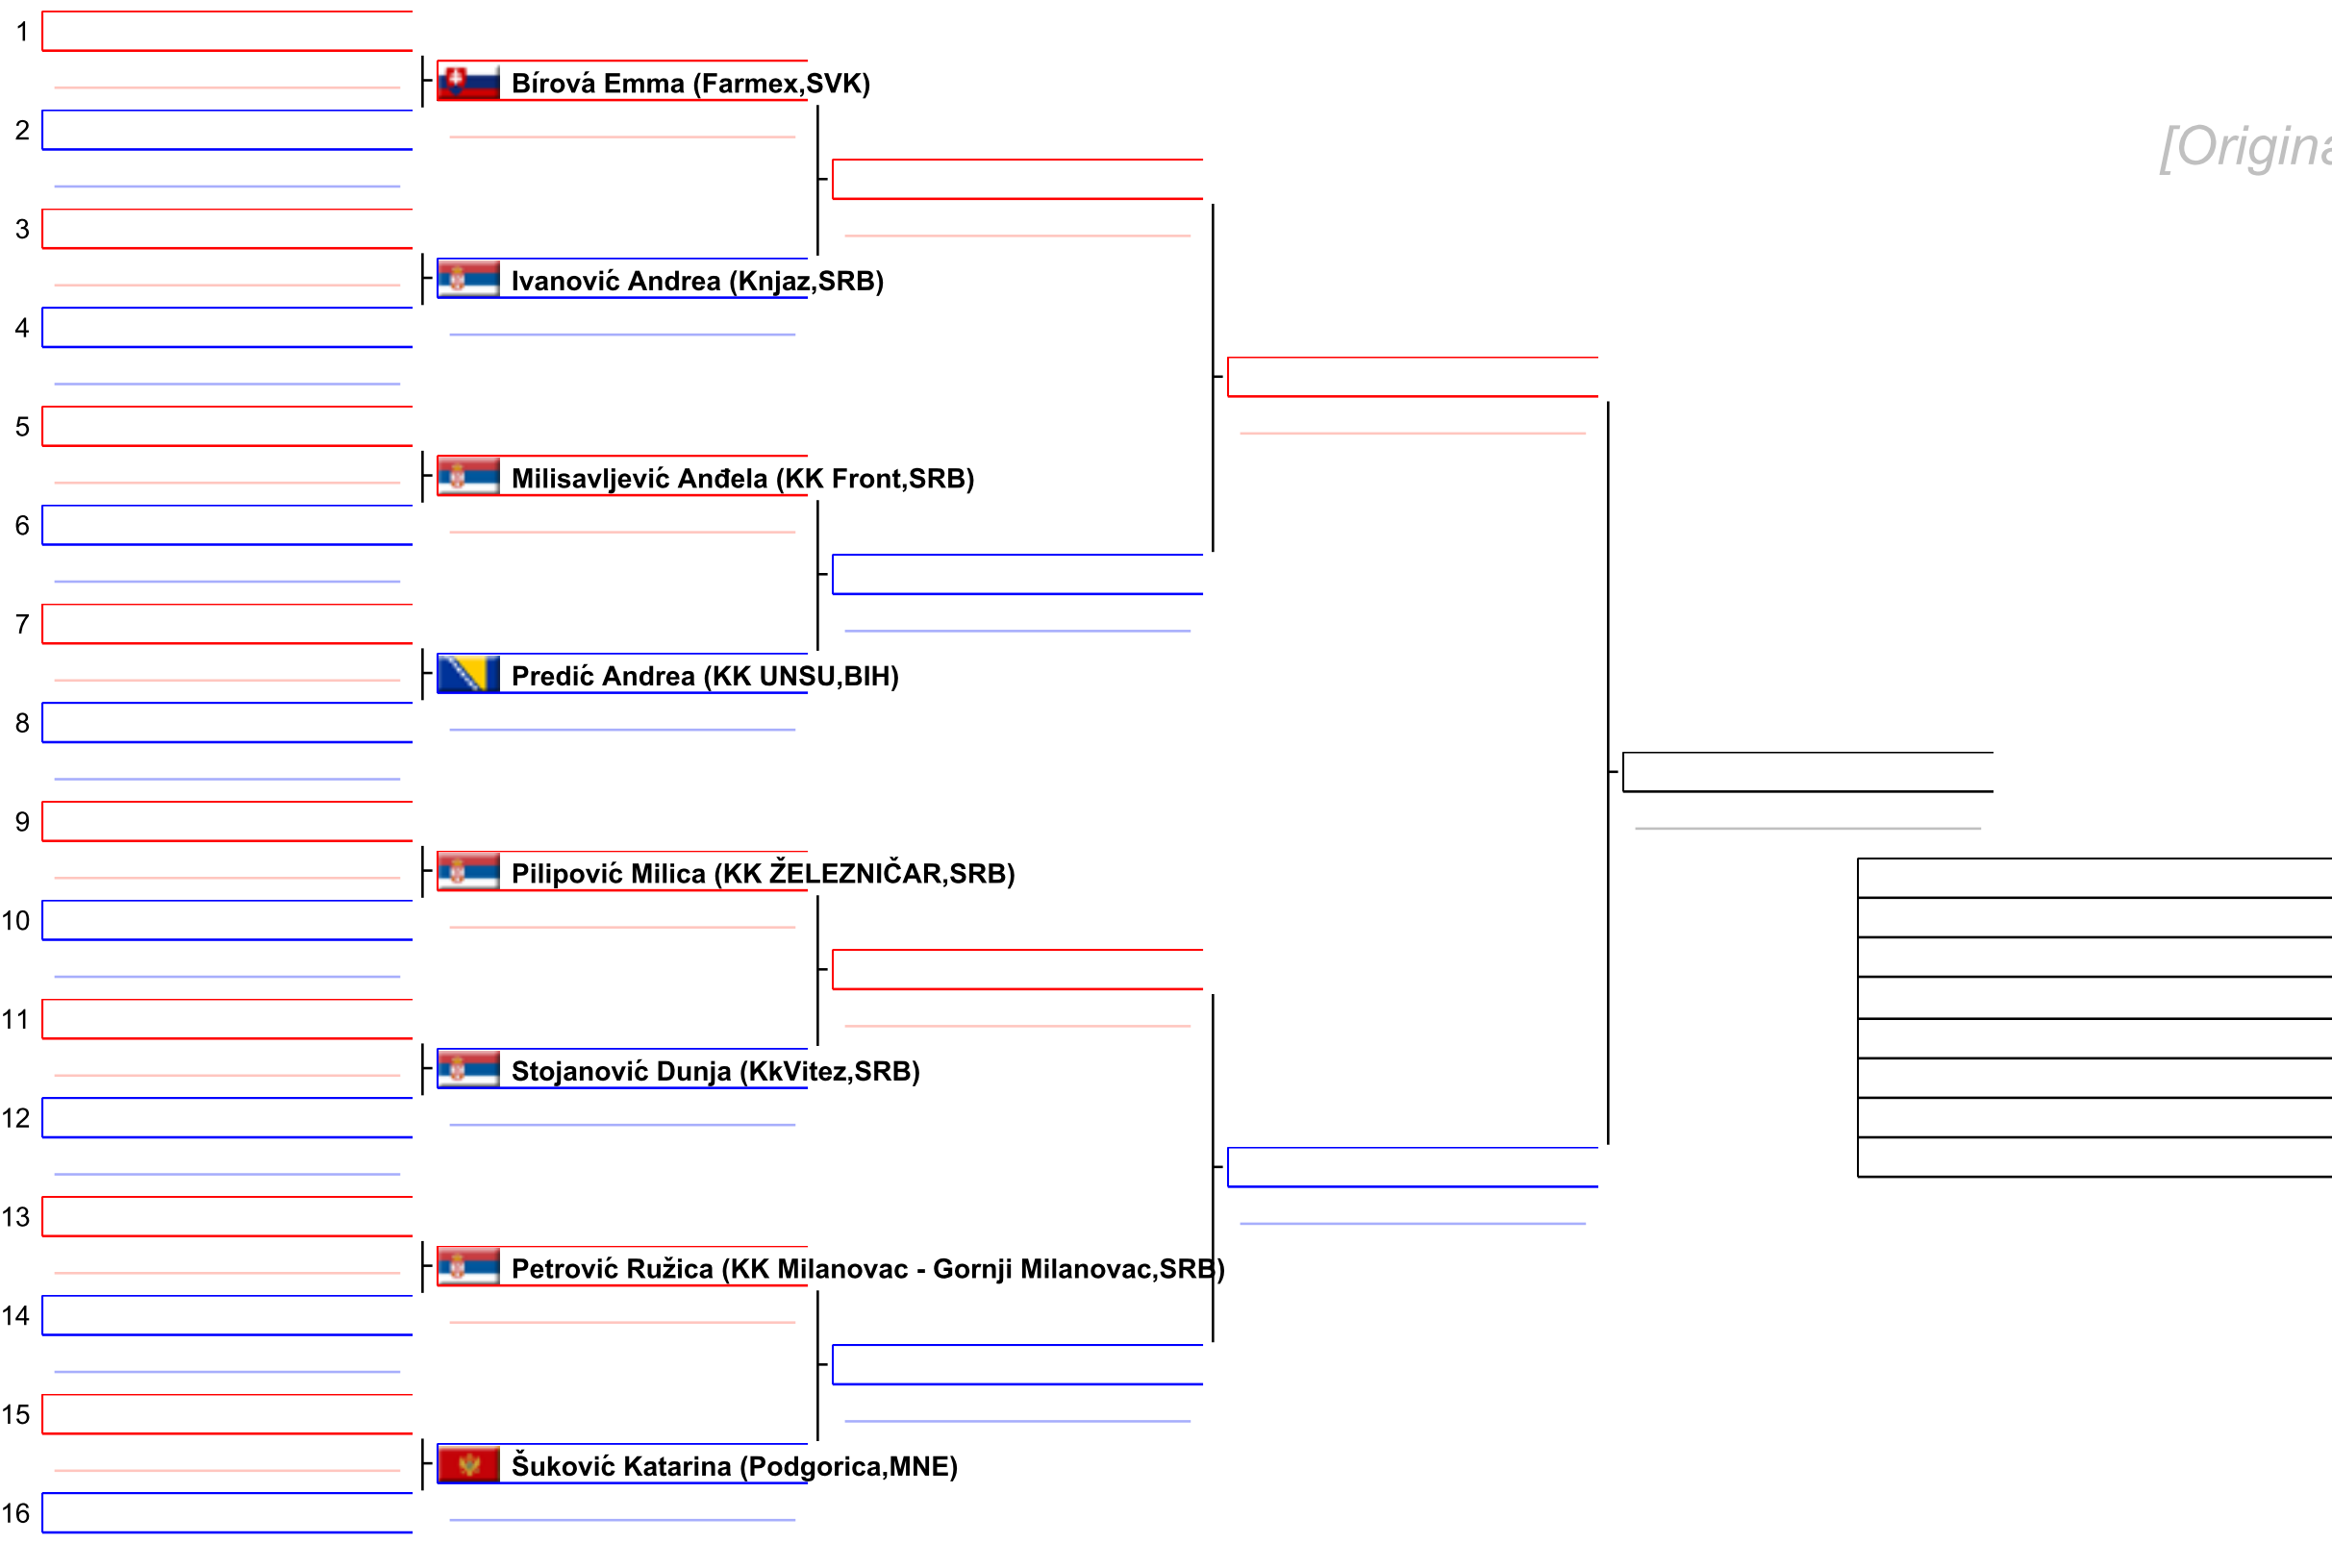 1
Bírová Emma (Farmex,SVK)
2
[Origina
3
Ivanović Andrea (Knjaz,SRB)
4
5
Milisavljević Anđela (KK Front,SRB)
6
7
Predić Andrea (KK UNSU,BIH)
8
9
Pilipović Milica (KK ŽELEZNIČAR,SRB)
10
11
Stojanović Dunja (KkVitez,SRB)
12
13
Petrović Ružica (KK Milanovac - Gornji Milanovac,SRB)
14
15
Šuković Katarina (Podgorica,MNE)
16